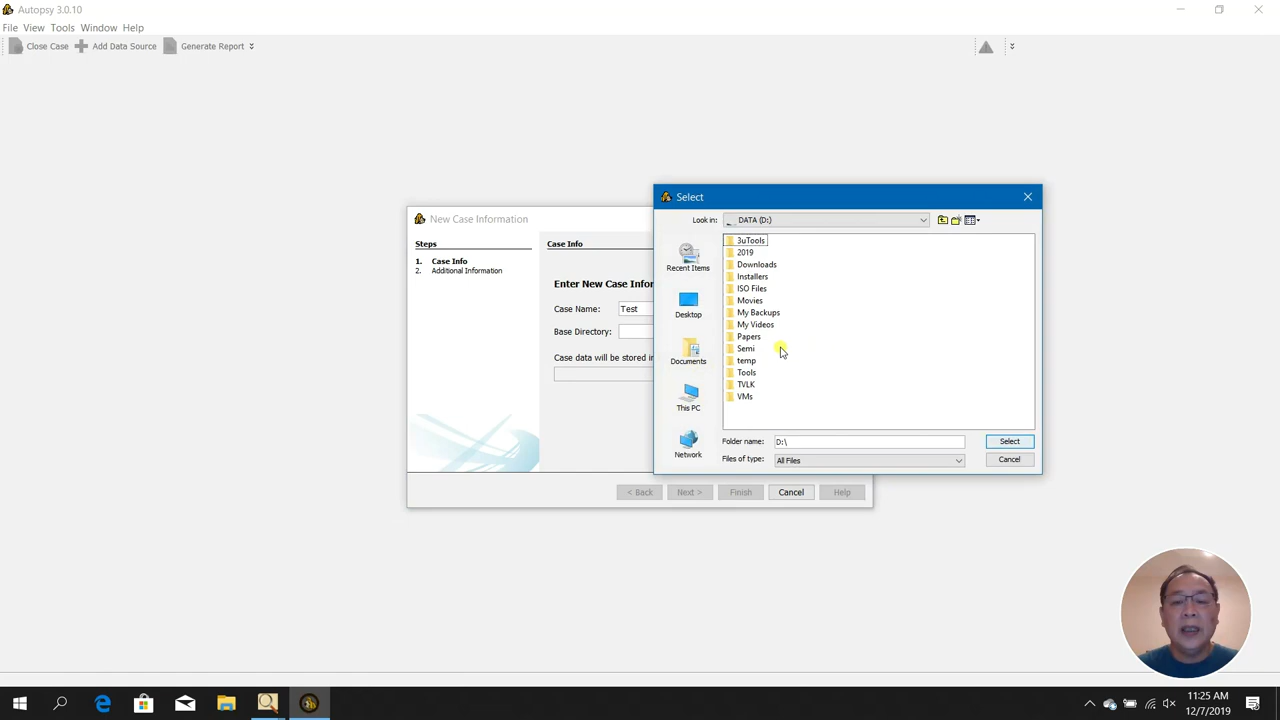 Autopsy 3.0.10
File View Tools Window Help
Close Case Add Data Source Generate Report
Select
New Case Information
Look in: DATA (D:)
Steps
1. Case Info
2. Additional Information
Case Info
Enter New Case Infor
Case Name: Test
Base Directory:
Case data will be stored in
Recent Items
Desktop
Documents
This PC
Network
3uTools
2019
Downloads
Installers
ISO Files
Movies
My Backups
My Videos
Papers
Semi
temp
Tools
TVLK
VMs
Folder name: D:\ Select
Files of type: All Files Cancel
< Back Next > Finish Cancel Help
11:25 AM
12/7/2019